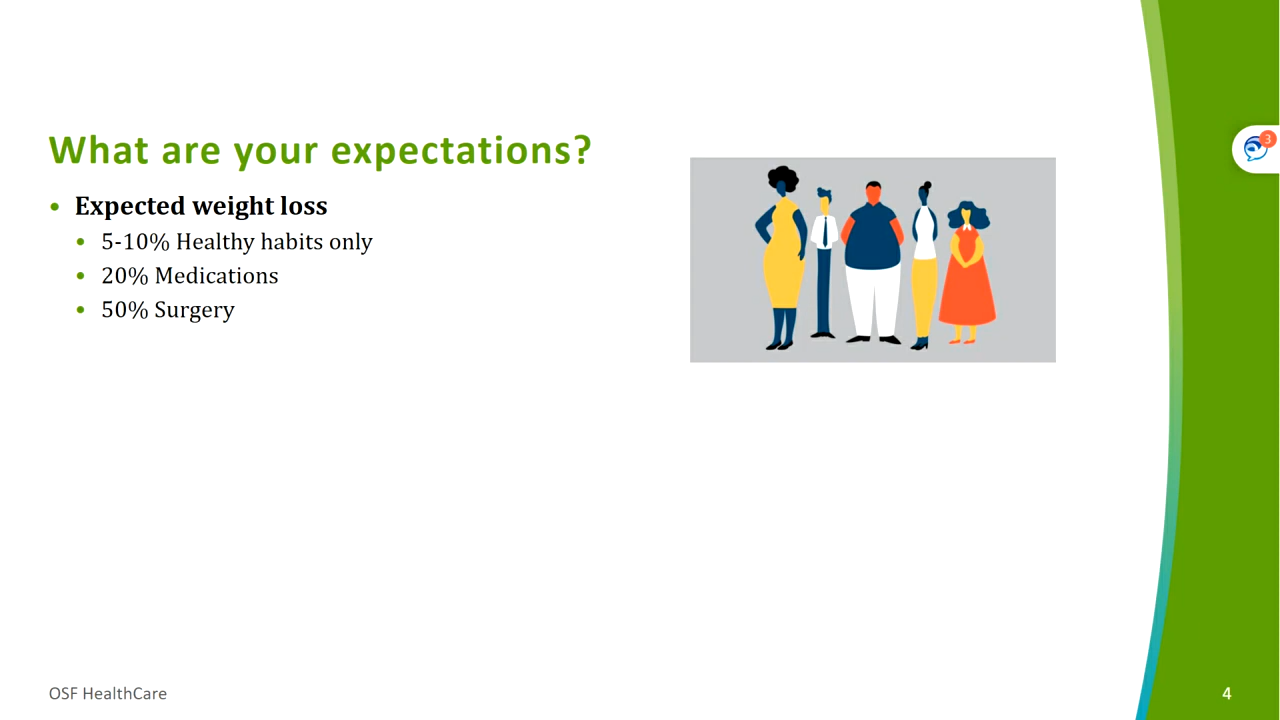 What are your expectations?
• Expected weight loss
• 5-10% Healthy habits only
• 20% Medications
• 50% Surgery
3
OSF HealthCare
4